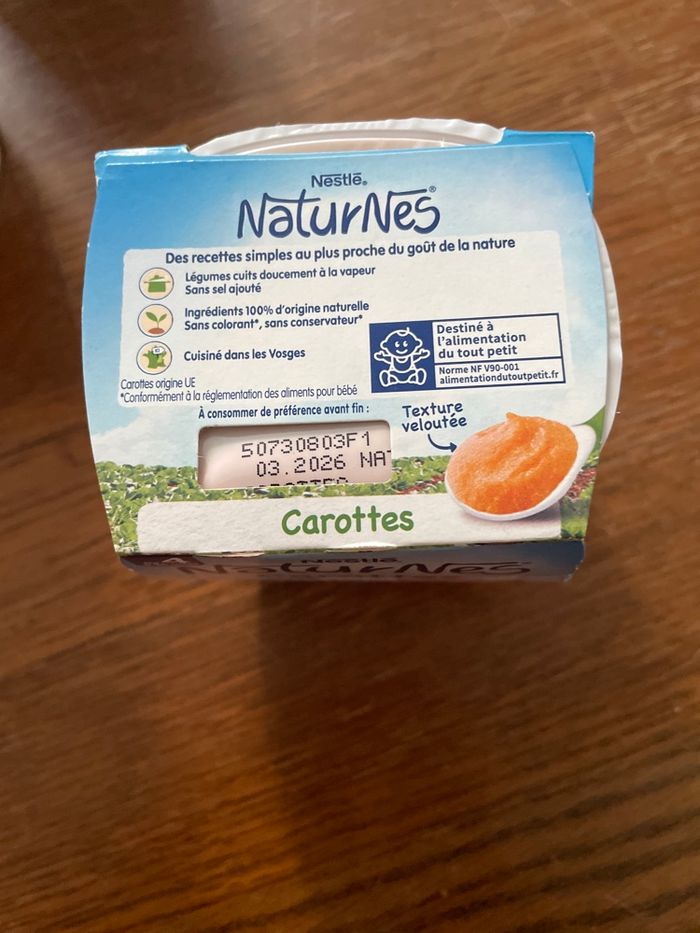 Nestlé®
NaturNes®
Des recettes simples au plus proche du goût de la nature
Légumes cuits doucement à la vapeur
Sans sel ajouté
Ingrédients 100% d'origine naturelle
Sans colorant*, sans conservateur*
Cuisiné dans les Vosges
Carottes origine UE
*Conformément à la réglementation des aliments pour bébé
Destiné à
l'alimentation
du tout petit
Norme NF V90-001
alimentationdutoutpetit.fr
À consommer de préférence avant fin :
50730803F1
03.2026 NAT
Texture
veloutée
Carottes
Nestlé
NaturNes